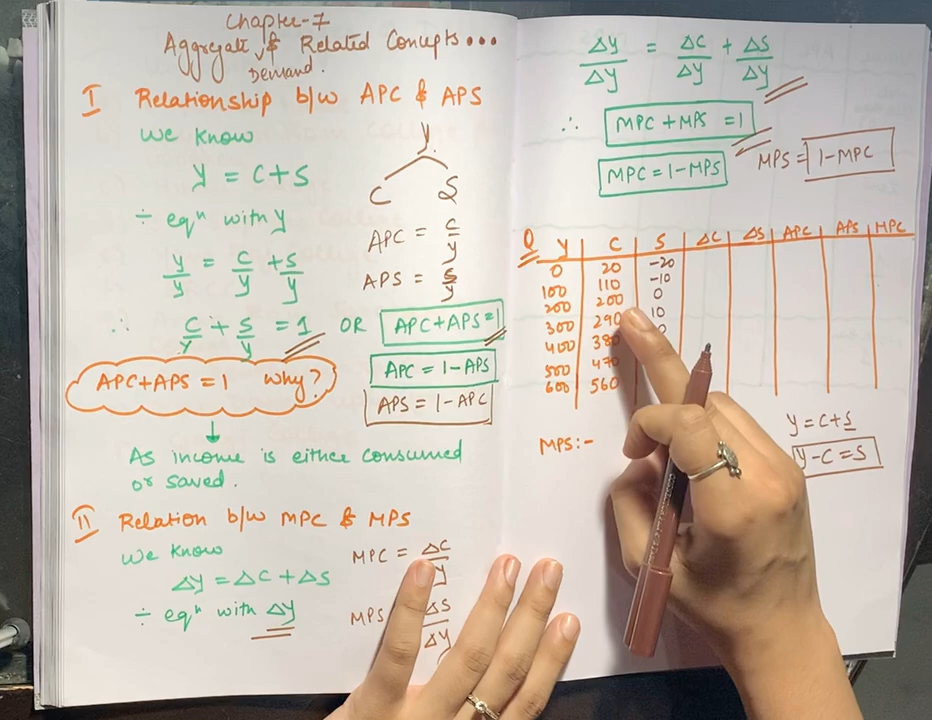 Chapter-7
Aggregate Demand & Related Concepts...
I Relationship b/w APC & APS
We know
Y = C+S
÷ eqⁿ with y
y/y = C/y + S/y
∴ C/Y + S/Y = 1 OR APC+APS=1
Y
C S
APC = C/y
APS = S/y
APC = 1-APS
APS = 1-APC
APC+APS = 1 why?
↓
As income is either consumed
or saved.
II Relation b/w MPC & MPS
We know
ΔY = ΔC + ΔS
÷ eqⁿ with ΔY
MPC = ΔC
Y
MPS ΔS/ΔY
ΔY/ΔY = ΔC/ΔY + ΔS/ΔY
∴ MPC + MPS = 1
MPC = 1-MPS
MPS = 1-MPC
Q Y C S ΔC ΔS APC APS MPC
0 20 -20
100 110 -10
200 200 0
300 290 10
400 380 0
500 470
600 560
MPS:-
y = C+S
Y-C = S